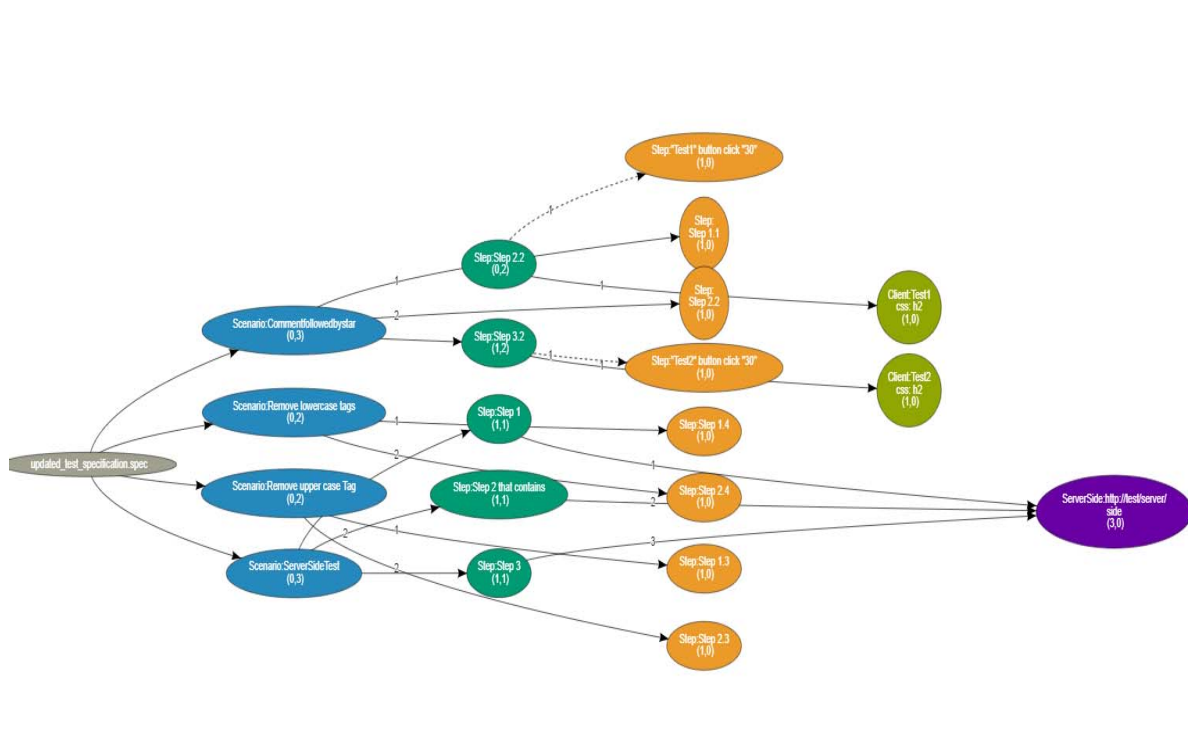 Step:"Test1" button click "30"
(1,0)
1
Step:
Step 1.1
(1,0)
Step:Step 2.2
(0,2)
1
1
Step:
Step 2.2
(1,0)
Client:Test1
css: h2
(1,0)
Scenario:Commentfollowedbystar
(0,3)
2
Step:Step 3.2
(1,2)
1
1
Step:"Test2" button click "30"
(1,0)
Client:Test2
css: h2
(1,0)
Scenario:Remove lowercase tags
(0,2)
1
Step:Step 1
(1,1)
Step:Step 1.4
(1,0)
2
1
updated_test_specification.spec
Scenario:Remove upper case Tag
(0,2)
Step:Step 2 that contains
(1,1)
Step:Step 2.4
(1,0)
2
ServerSide:http://test/server/
side
(3,0)
2
1
3
Scenario:ServerSideTest
(0,3)
2
Step:Step 3
(1,1)
Step:Step 1.3
(1,0)
Step:Step 2.3
(1,0)